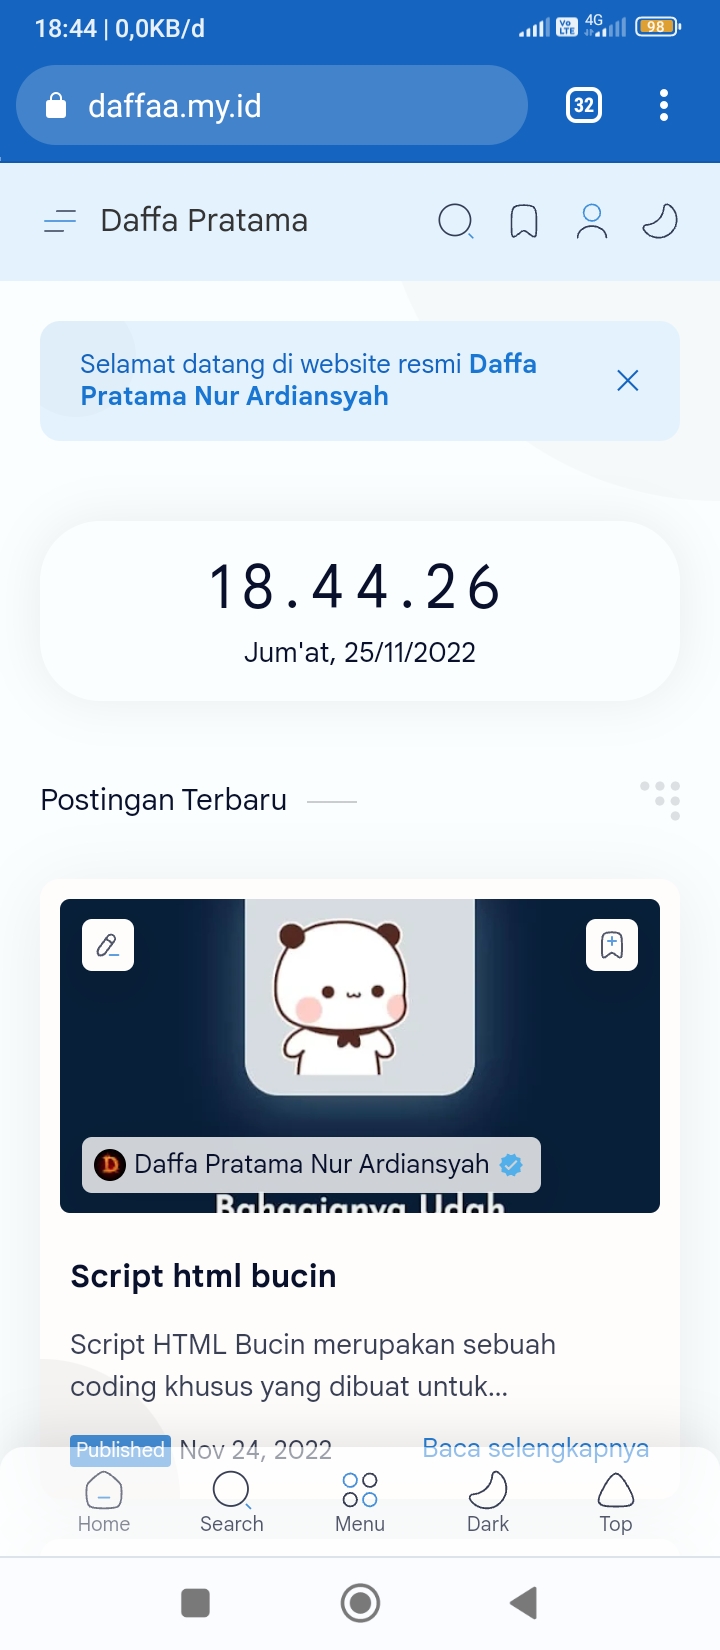 18:44 | 0,0KB/d
Vo LTE
4G
98
daffaa.my.id
32
Daffa Pratama
Selamat datang di website resmi Daffa
Pratama Nur Ardiansyah
18.44.26
Jum'at, 25/11/2022
Postingan Terbaru
D Daffa Pratama Nur Ardiansyah
Bahagianya Udah
Script html bucin
Script HTML Bucin merupakan sebuah
coding khusus yang dibuat untuk...
Published Nov 24, 2022 Baca selengkapnya
Home Search Menu Dark Top